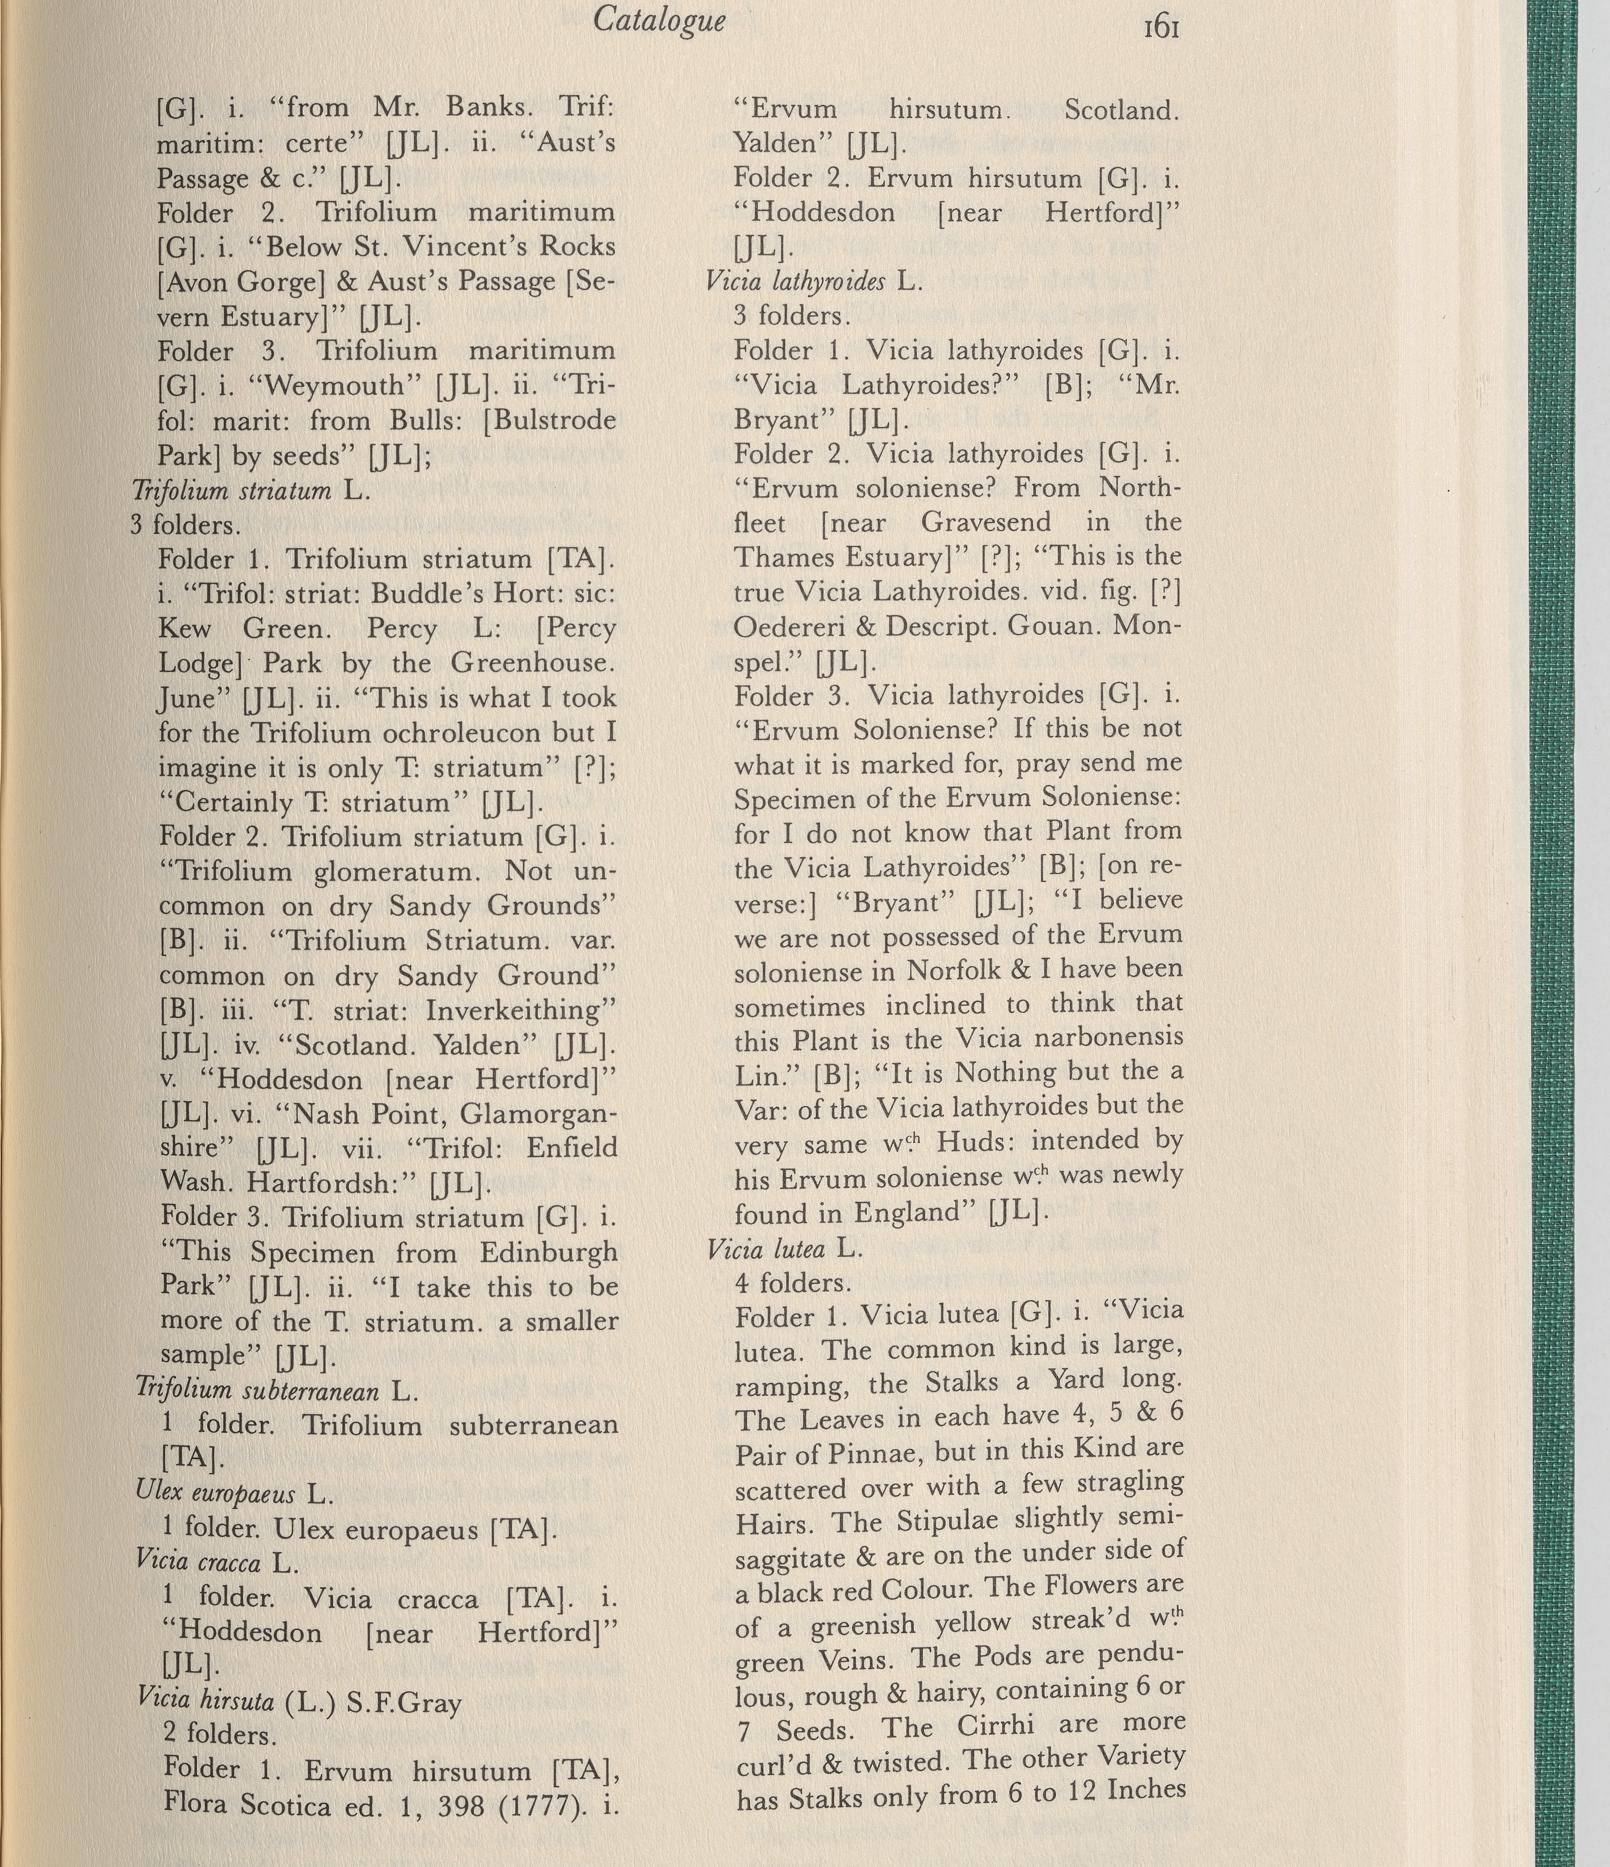 Catalogue
161
[G]. i. “from Mr. Banks. Trif:
maritim: certe” [JL]. ii. “Aust’s
Passage & c.” [JL].
Folder 2. Trifolium maritimum
[G]. i. “Below St. Vincent’s Rocks
[Avon Gorge] & Aust’s Passage [Se-
vern Estuary]” [JL].
Folder 3. Trifolium maritimum
[G]. i. “Weymouth” [JL]. ii. “Tri-
fol: marit: from Bulls: [Bulstrode
Park] by seeds” [JL];
Trifolium striatum L.
3 folders.
Folder 1. Trifolium striatum [TA].
i. “Trifol: striat: Buddle’s Hort: sic:
Kew Green. Percy L: [Percy
Lodge] Park by the Greenhouse.
June” [JL]. ii. “This is what I took
for the Trifolium ochroleucon but I
imagine it is only T: striatum” [?];
“Certainly T: striatum” [JL].
Folder 2. Trifolium striatum [G]. i.
“Trifolium glomeratum. Not un-
common on dry Sandy Grounds”
[B]. ii. “Trifolium Striatum. var.
common on dry Sandy Ground”
[B]. iii. “T. striat: Inverkeithing”
[JL]. iv. “Scotland. Yalden” [JL].
v. “Hoddesdon [near Hertford]”
[JL]. vi. “Nash Point, Glamorgan-
shire” [JL]. vii. “Trifol: Enfield
Wash. Hartfordsh:” [JL].
Folder 3. Trifolium striatum [G]. i.
“This Specimen from Edinburgh
Park” [JL]. ii. “I take this to be
more of the T. striatum. a smaller
sample” [JL].
Trifolium subterranean L.
1 folder. Trifolium subterranean
[TA].
Ulex europaeus L.
1 folder. Ulex europaeus [TA].
Vicia cracca L.
1 folder. Vicia cracca [TA]. i.
“Hoddesdon [near Hertford]”
[JL].
Vicia hirsuta (L.) S.F.Gray
2 folders.
Folder 1. Ervum hirsutum [TA],
Flora Scotica ed. 1, 398 (1777). i.
“Ervum hirsutum. Scotland.
Yalden” [JL].
Folder 2. Ervum hirsutum [G]. i.
“Hoddesdon [near Hertford]”
[JL].
Vicia lathyroides L.
3 folders.
Folder 1. Vicia lathyroides [G]. i.
“Vicia Lathyroides?” [B]; “Mr.
Bryant” [JL].
Folder 2. Vicia lathyroides [G]. i.
“Ervum soloniense? From North-
fleet [near Gravesend in the
Thames Estuary]” [?]; “This is the
true Vicia Lathyroides. vid. fig. [?]
Oedereri & Descript. Gouan. Mon-
spel.” [JL].
Folder 3. Vicia lathyroides [G]. i.
“Ervum Soloniense? If this be not
what it is marked for, pray send me
Specimen of the Ervum Soloniense:
for I do not know that Plant from
the Vicia Lathyroides” [B]; [on re-
verse:] “Bryant” [JL]; “I believe
we are not possessed of the Ervum
soloniense in Norfolk & I have been
sometimes inclined to think that
this Plant is the Vicia narbonensis
Lin.” [B]; “It is Nothing but the a
Var: of the Vicia lathyroides but the
very same w.ch Huds: intended by
his Ervum soloniense w.ch was newly
found in England” [JL].
Vicia lutea L.
4 folders.
Folder 1. Vicia lutea [G]. i. “Vicia
lutea. The common kind is large,
ramping, the Stalks a Yard long.
The Leaves in each have 4, 5 & 6
Pair of Pinnae, but in this Kind are
scattered over with a few stragling
Hairs. The Stipulae slightly semi-
saggitate & are on the under side of
a black red Colour. The Flowers are
of a greenish yellow streak’d w.th
green Veins. The Pods are pendu-
lous, rough & hairy, containing 6 or
7 Seeds. The Cirrhi are more
curl’d & twisted. The other Variety
has Stalks only from 6 to 12 Inches